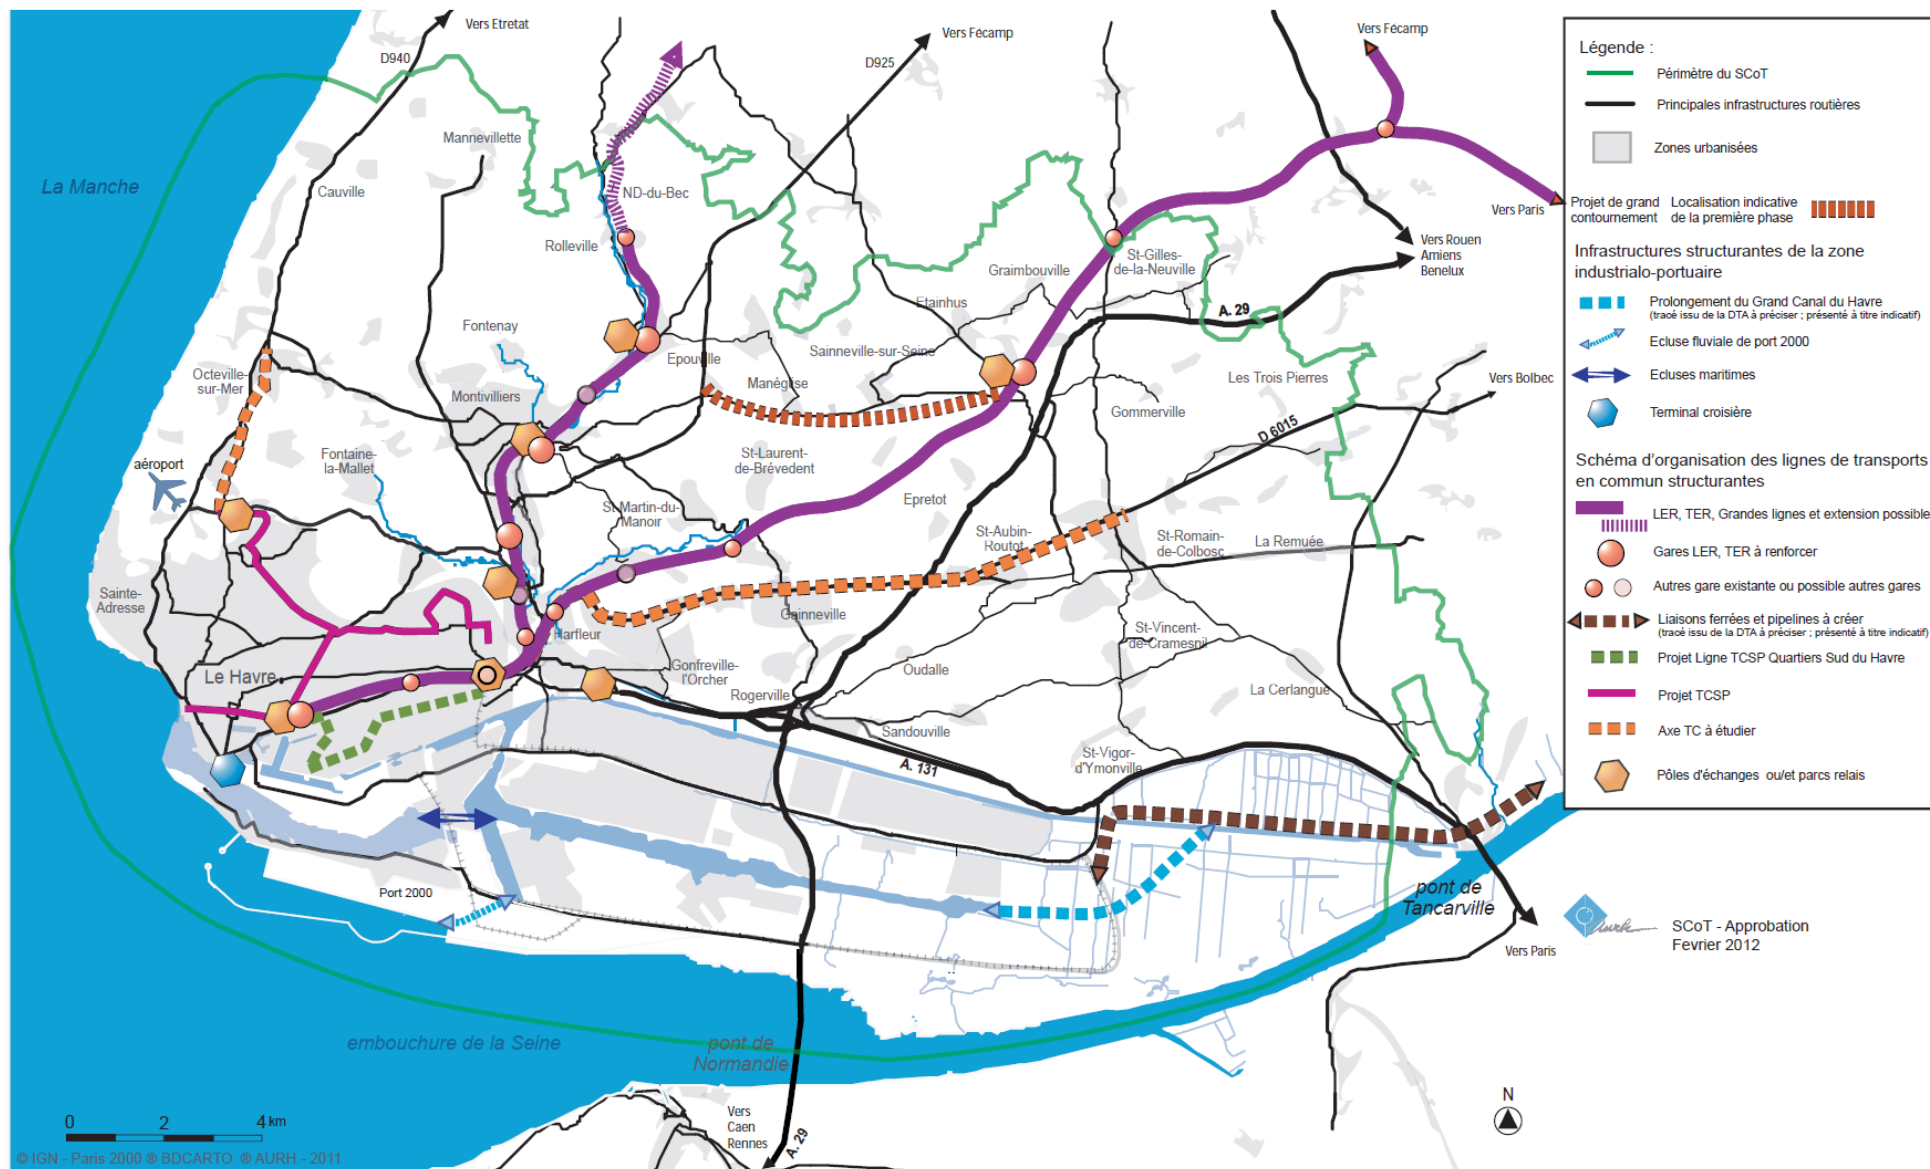 Vers Etretat
D940
Vers Fécamp
D925
Vers Fécamp
Mannevillette
La Manche
Cauville
ND-du-Bec
Rolleville
Vers Paris
Vers Rouen
Amiens
Benelux
St-Gilles-
de-la-Neuville
Graimbouville
Etainhus
A. 29
Fontenay
Epouville
Sainneville-sur-Seine
Octeville-
sur-Mer
Manéglise
Montivilliers
Les Trois Pierres
Vers Bolbec
Gommerville
D 6015
aéroport
Fontaine-
la-Mallet
St-Laurent-
de-Brévedent
Epretot
St-Martin-du-
Manoir
St-Aubin-
Routot
St-Romain-
de-Colbosc
La Remuée
Sainte-
Adresse
Gainneville
Harfleur
St-Vincent-
de-Cramesnil
Gonfreville-
l'Orcher
Oudalle
Le Havre
Rogerville
La Cerlangue
Sandouville
St-Vigor-
d'Ymonville
A. 131
Port 2000
pont de
Tancarville
Vers Paris
embouchure de la Seine
pont de
Normandie
Vers
Caen
Rennes
A. 29
0 2 4 km
© IGN - Paris 2000 ® BDCARTO ® AURH - 2011
N
Légende :
Périmètre du SCoT
Principales infrastructures routières
Zones urbanisées
Projet de grand
contournement
Localisation indicative
de la première phase
Infrastructures structurantes de la zone
industrialo-portuaire
Prolongement du Grand Canal du Havre
(tracé issu de la DTA à préciser ; présenté à titre indicatif)
Ecluse fluviale de port 2000
Ecluses maritimes
Terminal croisière
Schéma d'organisation des lignes de transports
en commun structurantes
LER, TER, Grandes lignes et extension possible
Gares LER, TER à renforcer
Autres gare existante ou possible autres gares
Liaisons ferrées et pipelines à créer
(tracé issu de la DTA à préciser ; présenté à titre indicatif)
Projet Ligne TCSP Quartiers Sud du Havre
Projet TCSP
Axe TC à étudier
Pôles d'échanges ou/et parcs relais
aurh
SCoT - Approbation
Fevrier 2012